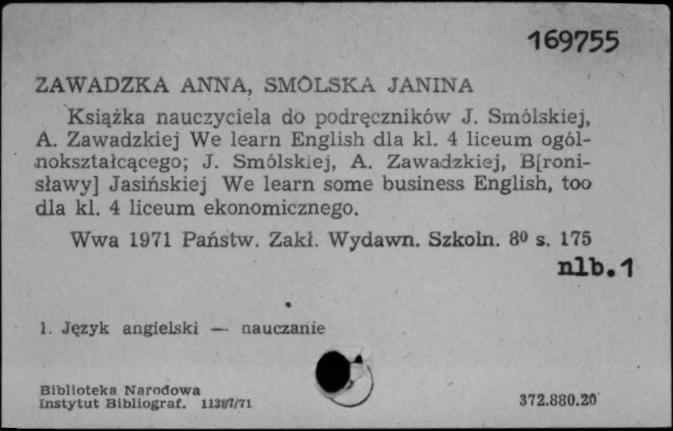 169755
ZAWADZKA ANNA, SMÓLSKA JANINA
Książka nauczyciela do podręczników J. Smólskiej,
A. Zawadzkiej We learn English dla kl. 4 liceum ogól-
nokształcącego; J. Smólskiej, A. Zawadzkiej, B[roni-
sławy] Jasińskiej We learn some business English, too
dla kl. 4 liceum ekonomicznego.
Wwa 1971 Państw. Zakł. Wydawn. Szkoln. 8⁰ s. 175
nlb.1
1. Język angielski — nauczanie
Biblioteka Narodowa
Instytut Bibliograf. 11387/71
372.880.20